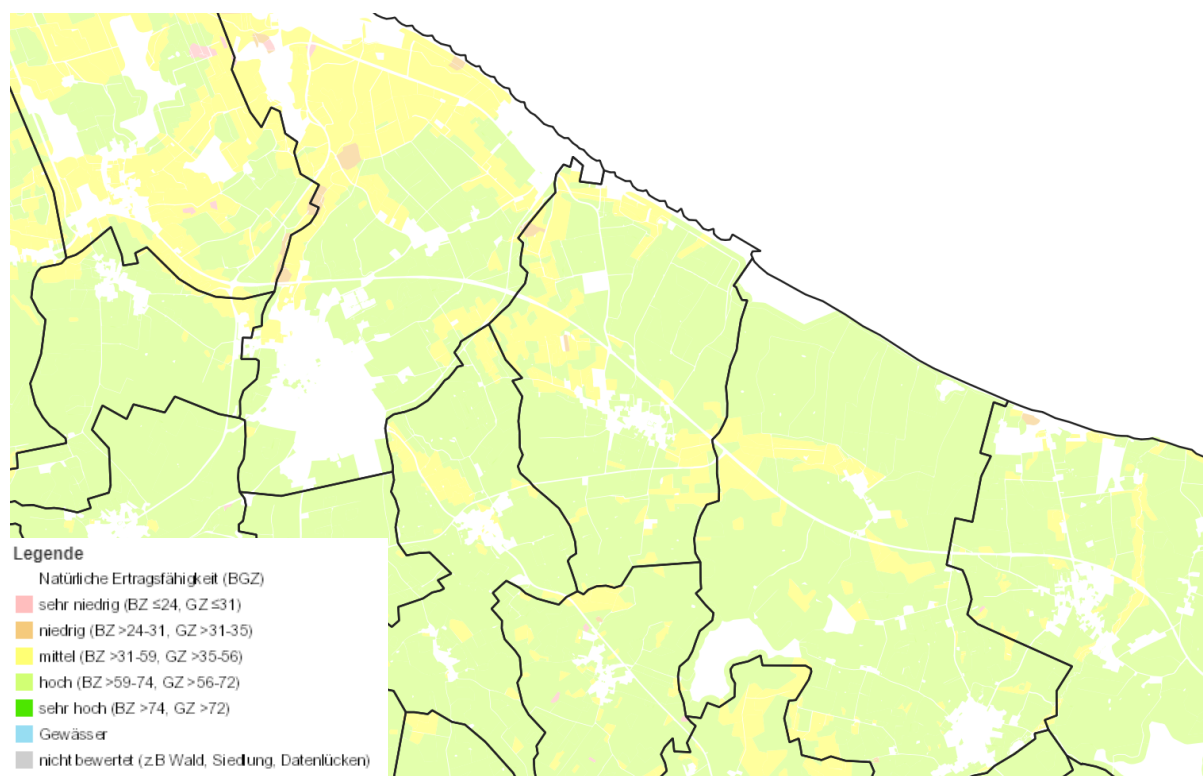 Legende
Natürliche Ertragsfähigkeit (BGZ)
sehr niedrig (BZ ≤24, GZ ≤31)
niedrig (BZ >24-31, GZ >31-35)
mittel (BZ >31-59, GZ >35-56)
hoch (BZ >59-74, GZ >56-72)
sehr hoch (BZ >74, GZ >72)
Gewässer
nicht bewertet (z.B Wald, Siedlung, Datenlücken)